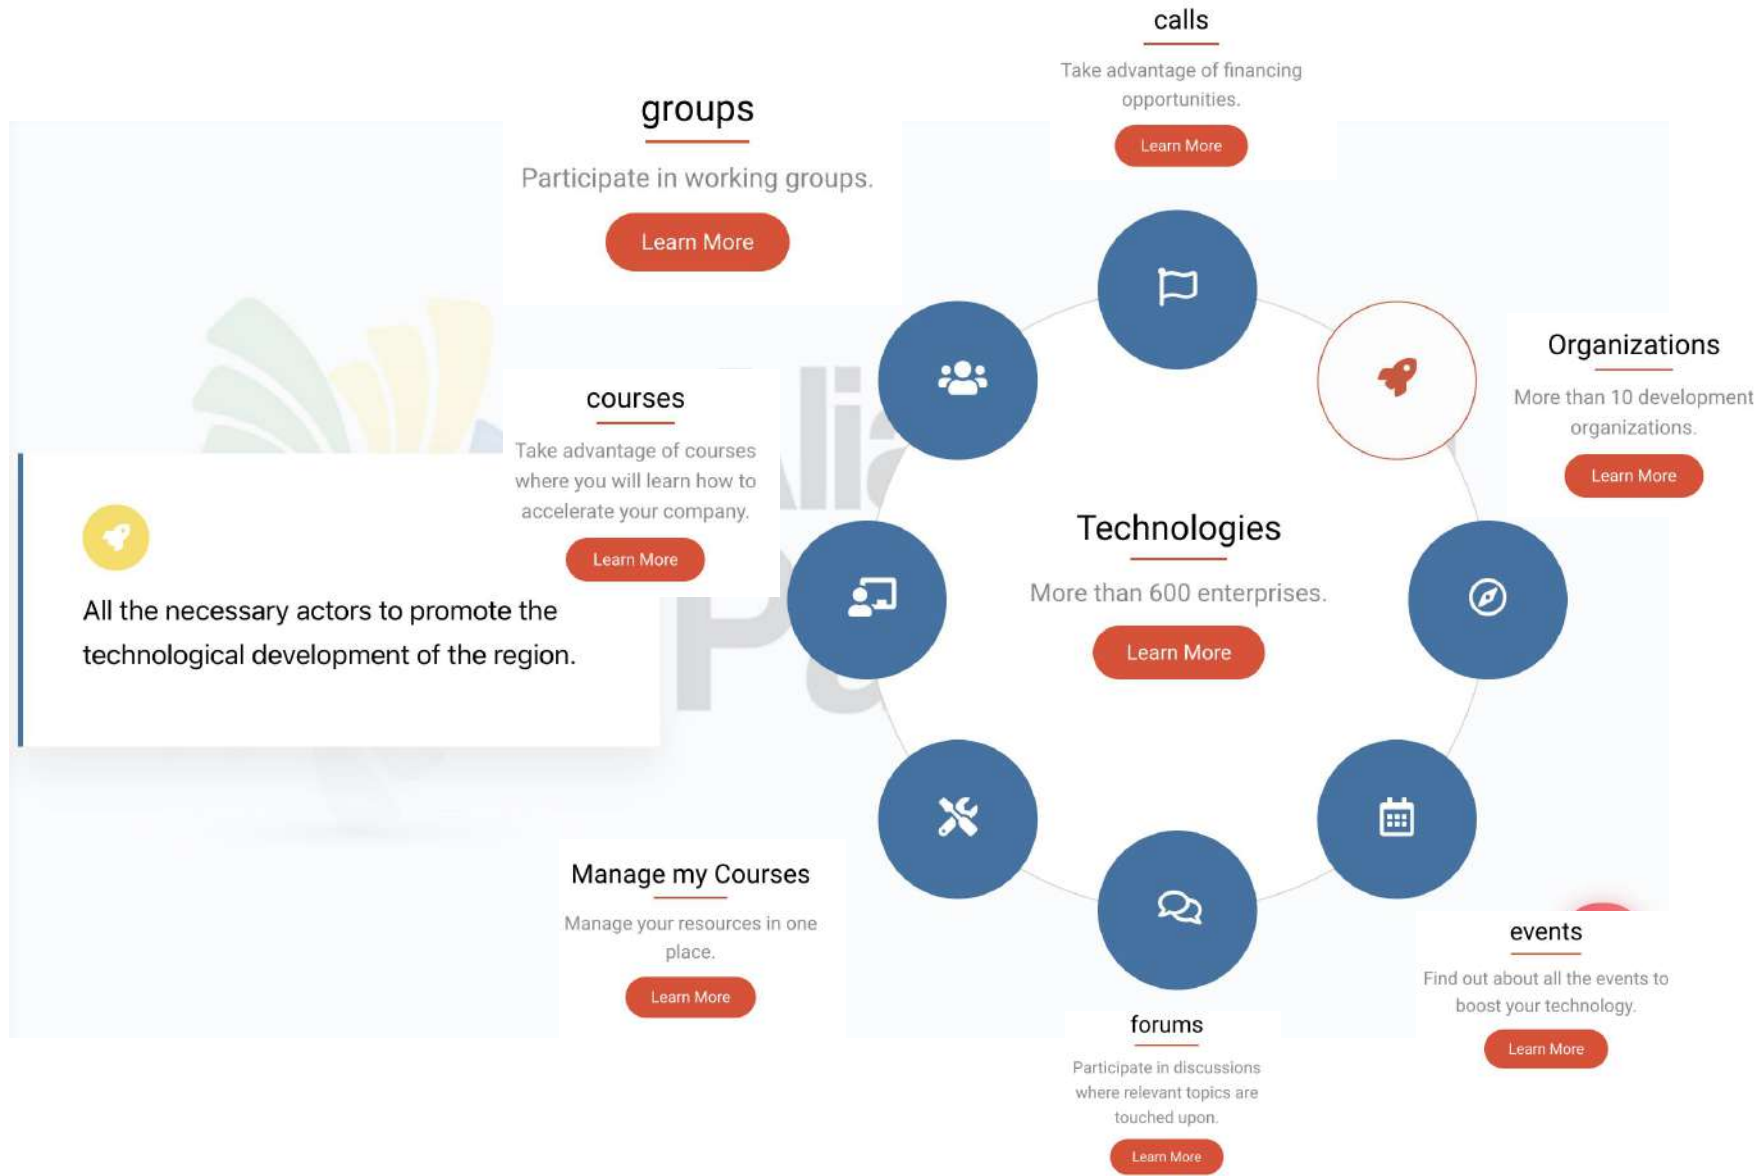 calls
Take advantage of financing
opportunities.
Learn More
groups
Participate in working groups.
Learn More
Organizations
More than 10 development
organizations.
Learn More
courses
Take advantage of courses
where you will learn how to
accelerate your company.
Learn More
Technologies
More than 600 enterprises.
Learn More
All the necessary actors to promote the
technological development of the region.
Manage my Courses
Manage your resources in one
place.
Learn More
events
Find out about all the events to
boost your technology.
Learn More
forums
Participate in discussions
where relevant topics are
touched upon.
Learn More